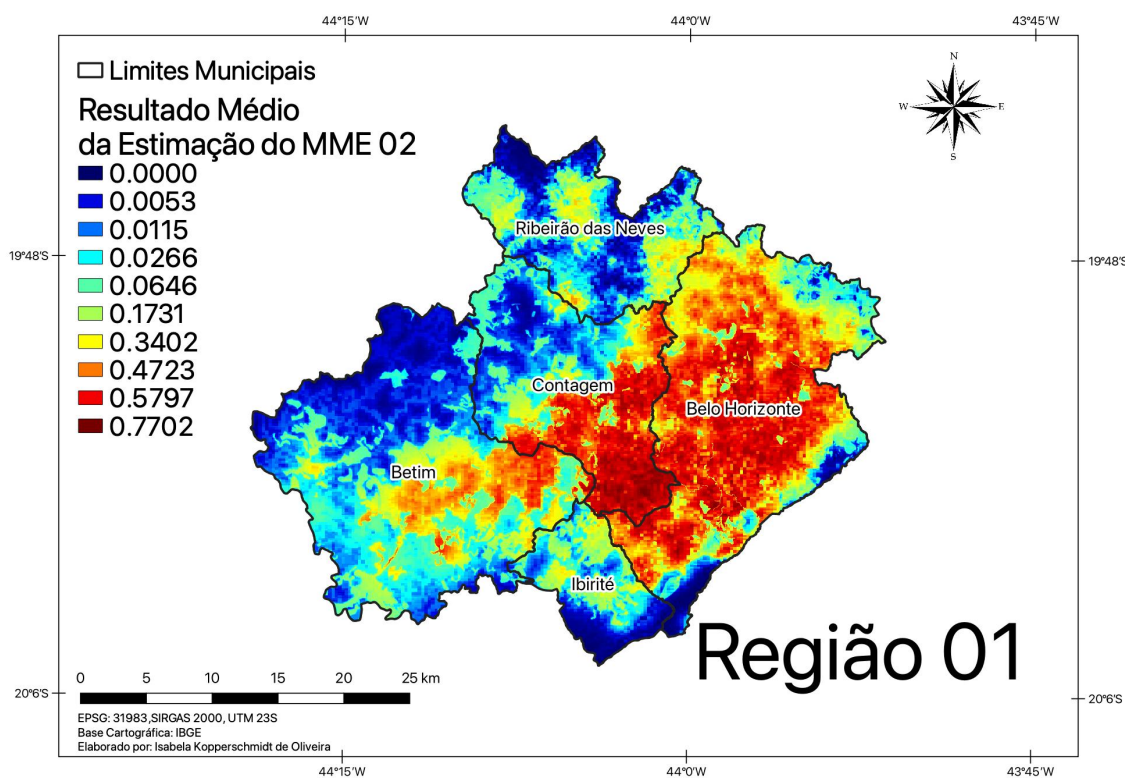 44°15'W 44°0'W 43°45'W
N
W E
S
Limites Municipais
Resultado Médio
da Estimação do MME 02
0.0000
0.0053
0.0115
0.0266
0.0646
0.1731
0.3402
0.4723
0.5797
0.7702
Ribeirão das Neves
19°48'S 19°48'S
Contagem
Belo Horizonte
Betim
Ibirité
Região 01
0 5 10 15 20 25 km
20°6'S 20°6'S
EPSG: 31983,SIRGAS 2000, UTM 23S
Base Cartográfica: IBGE
Elaborado por: Isabela Kopperschmidt de Oliveira
44°15'W 44°0'W 43°45'W